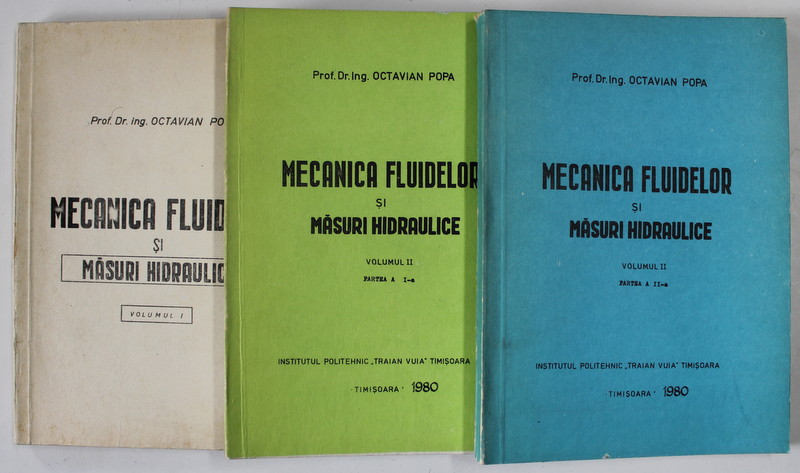 Prof. Dr. Ing. OCTAVIAN PO
MECANICA FLUID
ȘI
MĂSURI HIDRAULIC
VOLUMUL I
Prof. Dr. Ing. OCTAVIAN POPA
MECANICA FLUIDELOR
ȘI
MĂSURI HIDRAULICE
VOLUMUL II
PARTEA A I-a
INSTITUTUL POLITEHNIC „TRAIAN VUIA" TIMIȘOARA
·TIMIȘOARA· 1980
Prof. Dr. Ing. OCTAVIAN POPA
MECANICA FLUIDELOR
ȘI
MĂSURI HIDRAULICE
VOLUMUL II
PARTEA A II-a
INSTITUTUL POLITEHNIC „TRAIAN VUIA" TIMIȘOARA
·TIMIȘOARA· 1980